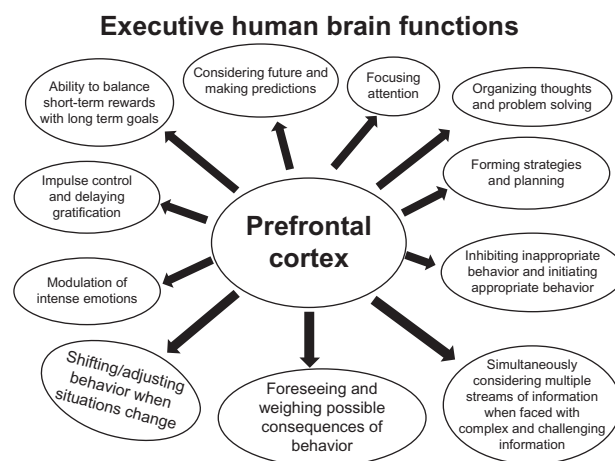 Executive human brain functions
Ability to balance
short-term rewards
with long term goals
Considering future and
making predictions
Focusing
attention
Organizing thoughts
and problem solving
Impulse control
and delaying
gratification
Forming strategies
and planning
Prefrontal
cortex
Modulation of
intense emotions
Inhibiting inappropriate
behavior and initiating
appropriate behavior
Shifting/adjusting
behavior when
situations change
Foreseeing and
weighing possible
consequences of
behavior
Simultaneously
considering multiple
streams of information
when faced with
complex and challenging
information